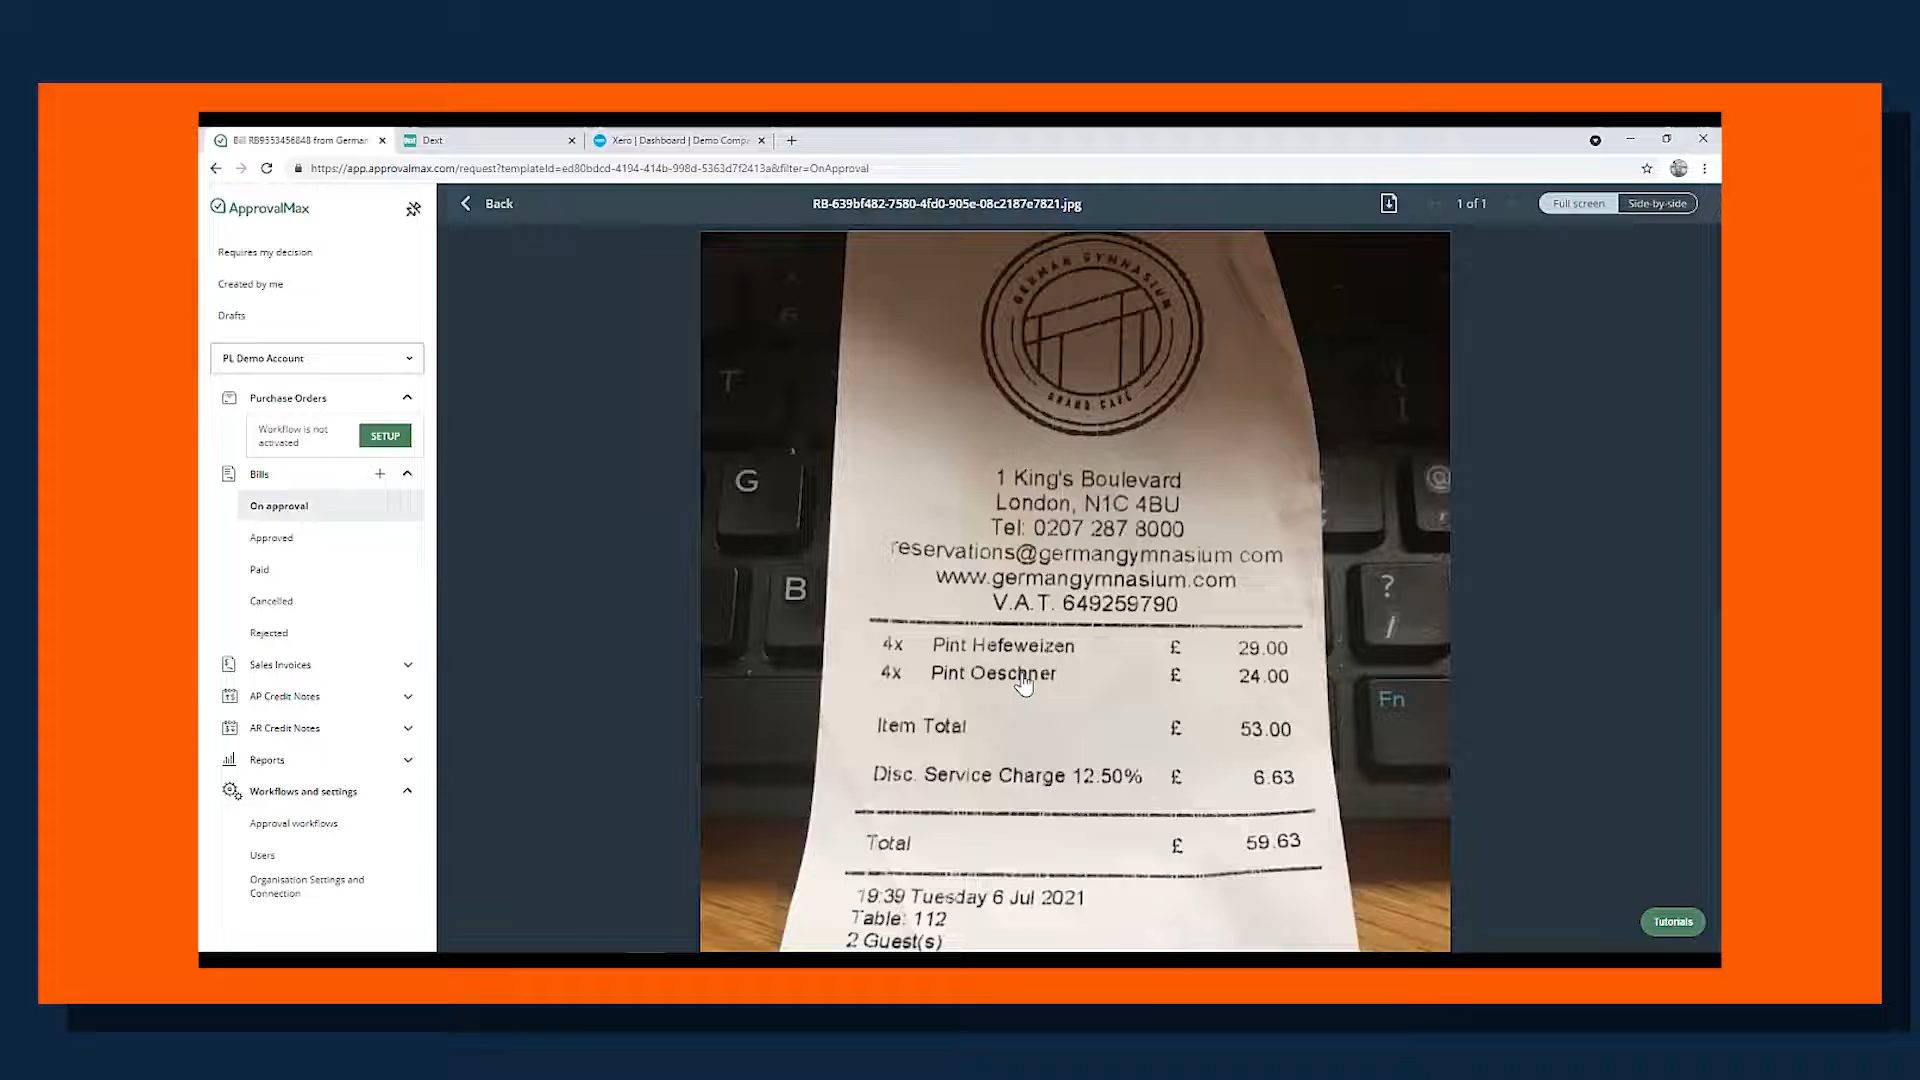 Bill RB9553456848 from German
Dext
Xero | Dashboard | Demo Comp
https://app.approvalmax.com/request?templateId=ed80bdcd-4194-414b-998d-5363d7f2413a&filter=OnApproval
ApprovalMax
Back
RB-639bf482-7580-4fd0-905e-08c2187e7821.jpg
1 of 1
Full screen
Side-by-side
Requires my decision
Created by me
Drafts
PL Demo Account
Purchase Orders
Workflow is not
activated
SETUP
Bills
On approval
Approved
Paid
Cancelled
Rejected
Sales Invoices
AP Credit Notes
AR Credit Notes
Reports
Workflows and settings
Approval workflows
Users
Organisation Settings and
Connection
GERMAN GYMNASIUM
GRAND CAFÉ
1 King's Boulevard
London, N1C 4BU
Tel: 0207 287 8000
reservations@germangymnasium com
www.germangymnasium.com
V.A.T. 649259790
4x Pint Hefeweizen £ 29.00
4x Pint Oeschner £ 24.00
Item Total £ 53.00
Disc. Service Charge 12.50% £ 6.63
Total £ 59.63
19:39 Tuesday 6 Jul 2021
Table: 112
2 Guest(s)
T
G
B
@
?
/
Fn
Tutorials